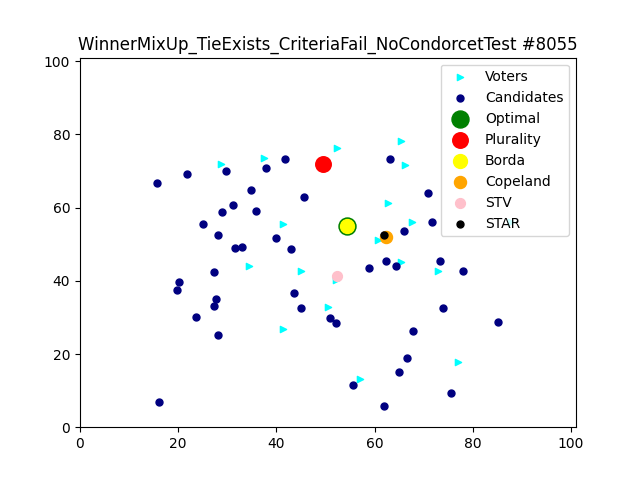 WinnerMixUp_TieExists_CriteriaFail_NoCondorcetTest #8055
100
80
60
40
20
0
0 20 40 60 80 100
Voters
Candidates
Optimal
Plurality
Borda
Copeland
STV
STAR